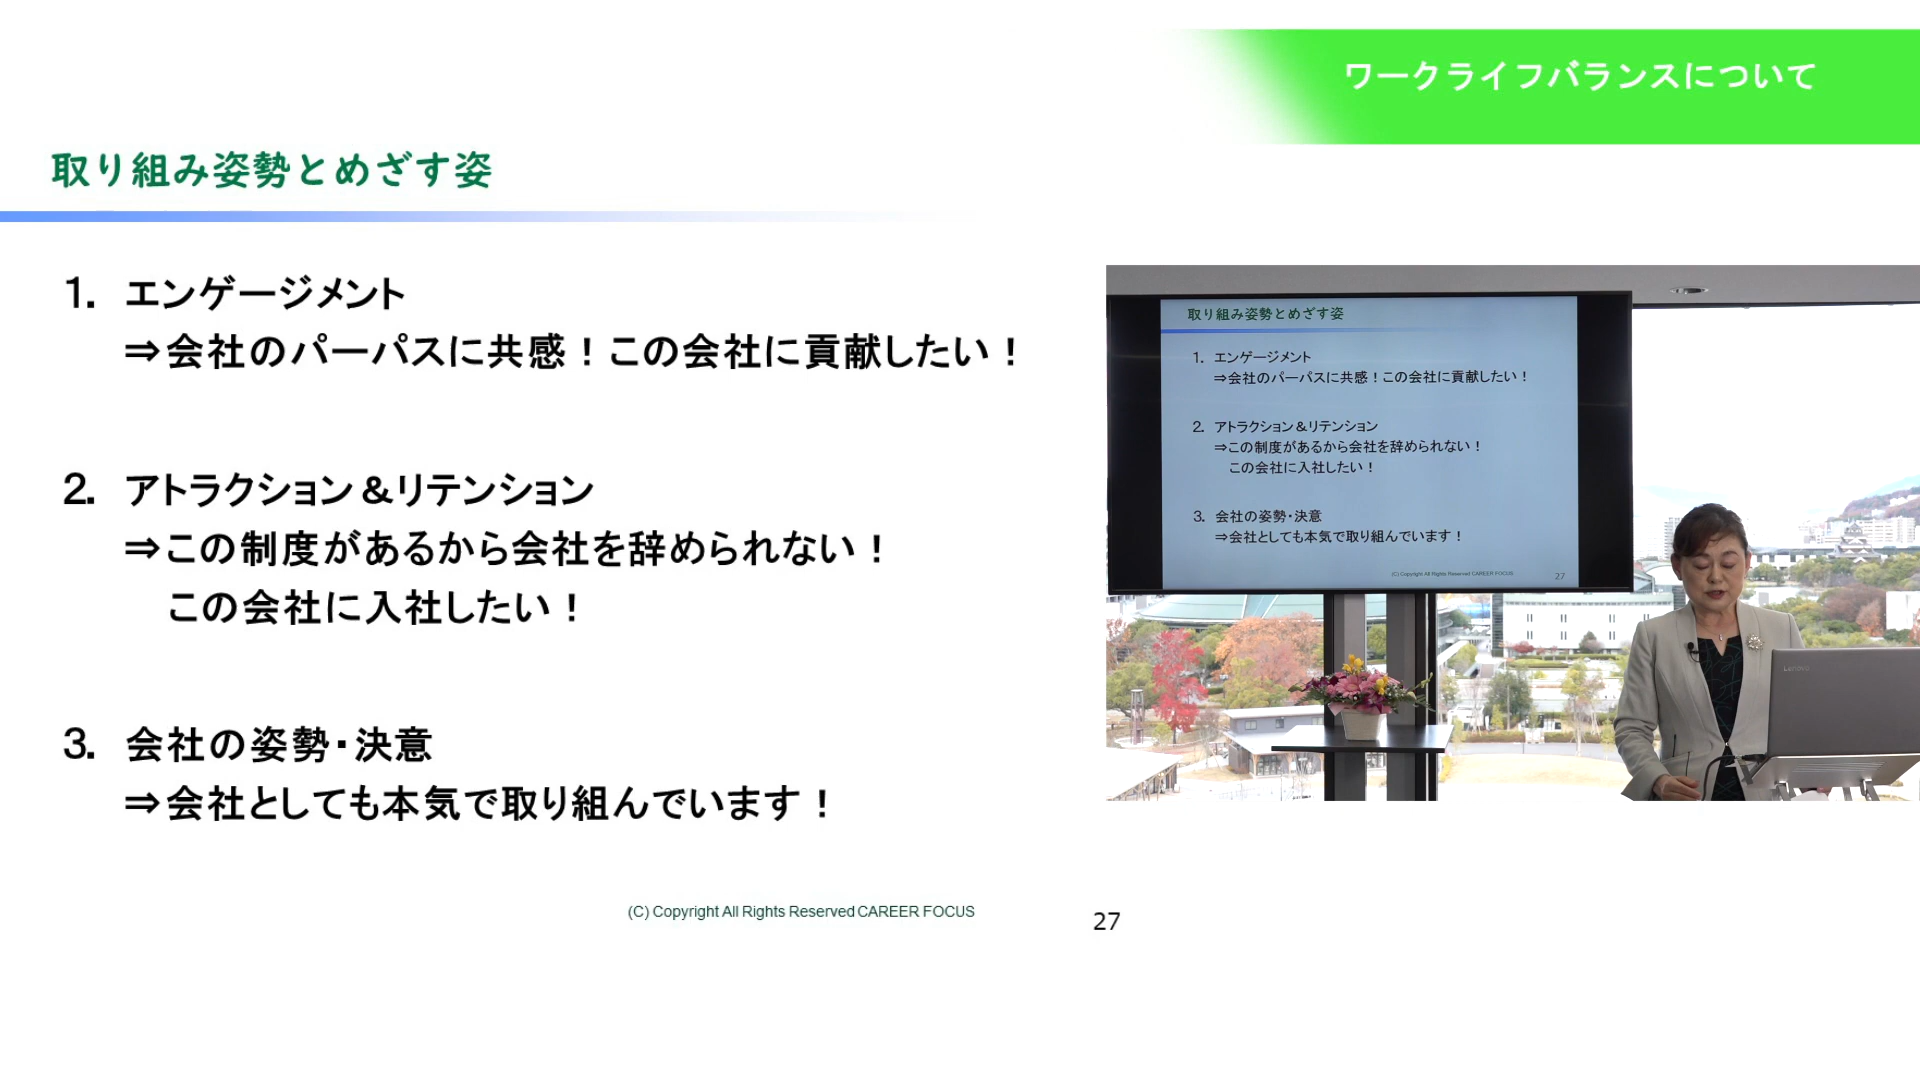 ワークライフバランスについて
取り組み姿勢とめざす姿
1. エンゲージメント
⇒会社のパーパスに共感！この会社に貢献したい！
2. アトラクション＆リテンション
⇒この制度があるから会社を辞められない！
この会社に入社したい！
3. 会社の姿勢・決意
⇒会社としても本気で取り組んでいます！
(C) Copyright All Rights Reserved CAREER FOCUS
27
取り組み姿勢とめざす姿
1. エンゲージメント
⇒会社のパーパスに共感！この会社に貢献したい！
2. アトラクション＆リテンション
⇒この制度があるから会社を辞められない！
この会社に入社したい！
3. 会社の姿勢・決意
⇒会社としても本気で取り組んでいます！
(C) Copyright All Rights Reserved CAREER FOCUS
27
Lenovo